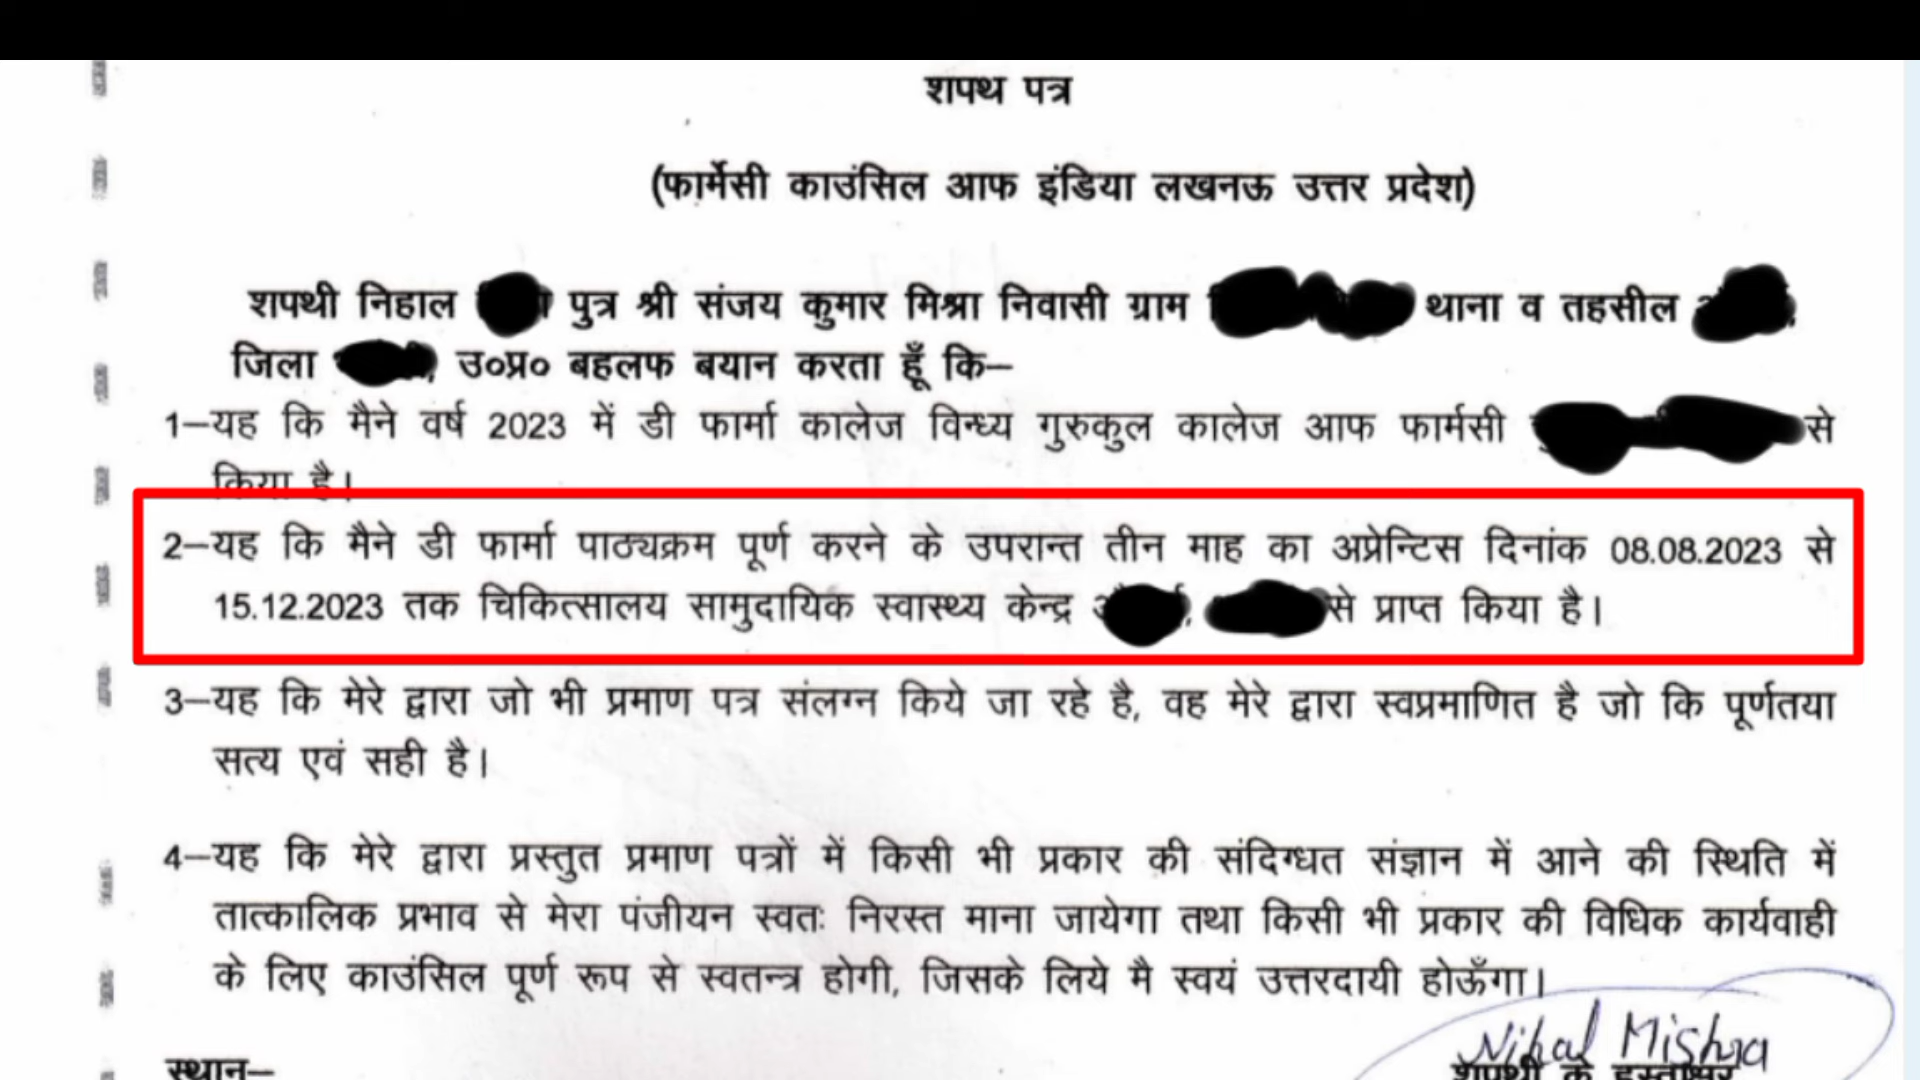 शपथ पत्र
(फार्मेसी काउंसिल आफ इंडिया लखनऊ उत्तर प्रदेश)
शपथी निहाल पुत्र श्री संजय कुमार मिश्रा निवासी ग्राम थाना व तहसील
जिला उ०प्र० बहलफ बयान करता हूँ कि–
1–यह कि मैने वर्ष 2023 में डी फार्मा कालेज विन्ध्य गुरुकुल कालेज आफ फार्मसी से
किया है।
2–यह कि मैने डी फार्मा पाठ्यक्रम पूर्ण करने के उपरान्त तीन माह का अप्रेन्टिस दिनांक 08.08.2023 से
15.12.2023 तक चिकित्सालय सामुदायिक स्वास्थ्य केन्द्र से प्राप्त किया है।
3–यह कि मेरे द्वारा जो भी प्रमाण पत्र संलग्न किये जा रहे है, वह मेरे द्वारा स्वप्रमाणित है जो कि पूर्णतया
सत्य एवं सही है।
4–यह कि मेरे द्वारा प्रस्तुत प्रमाण पत्रों में किसी भी प्रकार की संदिग्धत संज्ञान में आने की स्थिति में
तात्कालिक प्रभाव से मेरा पंजीयन स्वतः निरस्त माना जायेगा तथा किसी भी प्रकार की विधिक कार्यवाही
के लिए काउंसिल पूर्ण रूप से स्वतन्त्र होगी, जिसके लिये मै स्वयं उत्तरदायी होऊँगा।
Nihal Mishra
स्थान–
शपथी के हस्ताक्षर